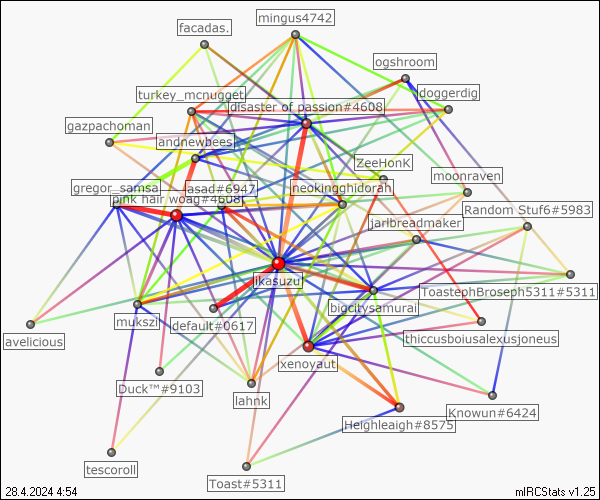 mingus4742
facadas.
ogshroom
turkey_mcnugget
doggerdig
disaster of passion#4608
gazpachoman
andnewbees
ZeeHonK
moonraven
gregor_samsa
asad#6947
neokinghidorah
pink hair woag#4608
Random Stuf6#5983
jarlbreadmaker
ikasuzu
ToastephBroseph5311#5311
mukszi
bigcitysamurai
avelicious
default#0617
thiccusboiusalexusjoneus
xenoyaut
Duck™#9103
lahnk
Knowun#6424
Heighleaigh#8575
tescoroll
Toast#5311
28.4.2024 4:54
mIRCStats v1.25